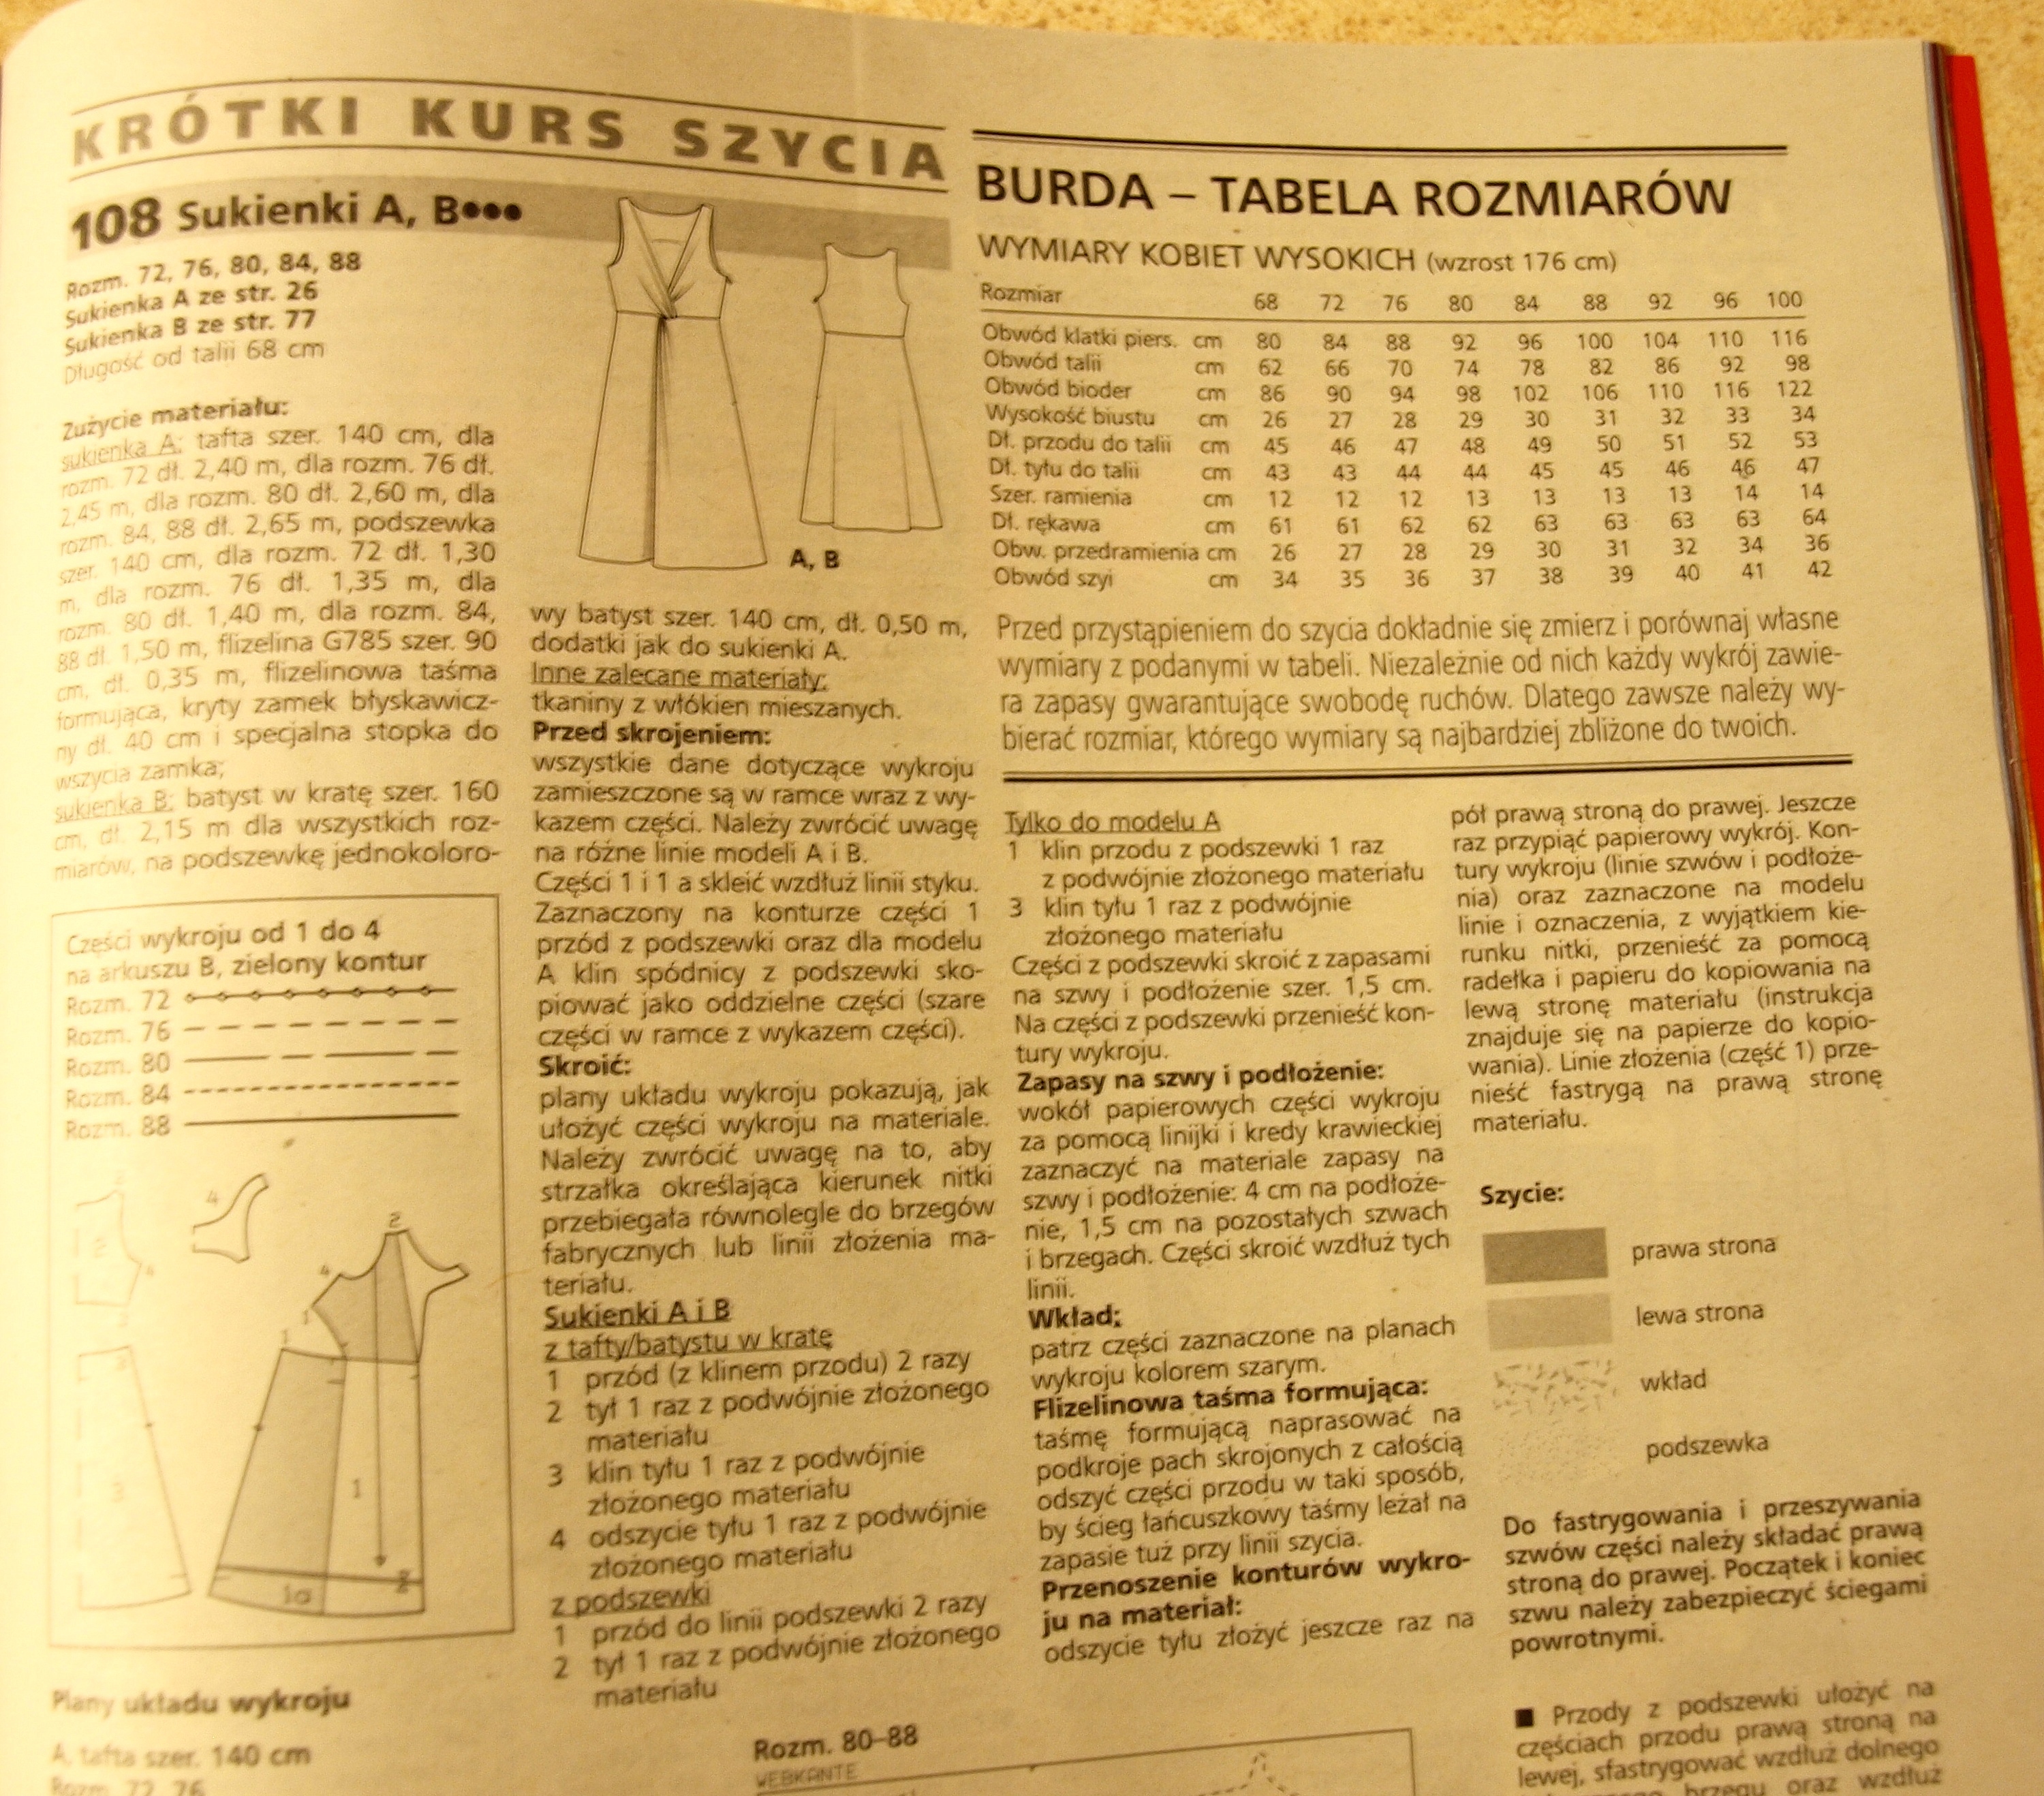 KRÓTKI KURS SZYCIA
108 Sukienki A, B•••
Rozm. 72, 76, 80, 84, 88
Sukienka A ze str. 26
Sukienka B ze str. 77
Długość od talii 68 cm
Zużycie materiału:
sukienka A: tafta szer. 140 cm, dla
rozm. 72 dł. 2,40 m, dla rozm. 76 dł.
2,45 m, dla rozm. 80 dł. 2,60 m, dla
rozm. 84, 88 dł. 2,65 m, podszewka
szer. 140 cm, dla rozm. 72 dł. 1,30
m, dla rozm. 76 dł. 1,35 m, dla
rozm. 80 dł. 1,40 m, dla rozm. 84,
88 dł. 1,50 m, flizelina G785 szer. 90
cm, dł. 0,35 m, flizelinowa taśma
formująca, kryty zamek błyskawicz-
ny dł. 40 cm i specjalna stopka do
wszycia zamka;
sukienka B: batyst w kratę szer. 160
cm, dł. 2,15 m dla wszystkich roz-
miarów, na podszewkę jednokoloro-
Części wykroju od 1 do 4
na arkuszu B, zielony kontur
Rozm. 72
Rozm. 76
Rozm. 80
Rozm. 84
Rozm. 88
2
4
2
4
3
3
2
4
1
1
1
1a
Plany układu wykroju
A, tafta szer. 140 cm
Rozm. 72, 76
A, B
wy batyst szer. 140 cm, dł. 0,50 m,
dodatki jak do sukienki A.
Inne zalecane materiały:
tkaniny z włókien mieszanych.
Przed skrojeniem:
wszystkie dane dotyczące wykroju
zamieszczone są w ramce wraz z wy-
kazem części. Należy zwrócić uwagę
na różne linie modeli A i B.
Części 1 i 1 a skleić wzdłuż linii styku.
Zaznaczony na konturze części 1
przód z podszewki oraz dla modelu
A klin spódnicy z podszewki sko-
piować jako oddzielne części (szare
części w ramce z wykazem części).
Skroić:
plany układu wykroju pokazują, jak
ułożyć części wykroju na materiale.
Należy zwrócić uwagę na to, aby
strzałka określająca kierunek nitki
przebiegała równolegle do brzegów
fabrycznych lub linii złożenia ma-
teriału.
Sukienki A i B
z tafty/batystu w kratę
1 przód (z klinem przodu) 2 razy
2 tył 1 raz z podwójnie złożonego
materiału
3 klin tyłu 1 raz z podwójnie
złożonego materiału
4 odszycie tyłu 1 raz z podwójnie
złożonego materiału
z podszewki
1 przód do linii podszewki 2 razy
2 tył 1 raz z podwójnie złożonego
materiału
Rozm. 80–88
WEBKANTE
BURDA – TABELA ROZMIARÓW
WYMIARY KOBIET WYSOKICH (wzrost 176 cm)
Rozmiar 68 72 76 80 84 88 92 96 100
Obwód klatki piers. cm 80 84 88 92 96 100 104 110 116
Obwód talii cm 62 66 70 74 78 82 86 92 98
Obwód bioder cm 86 90 94 98 102 106 110 116 122
Wysokość biustu cm 26 27 28 29 30 31 32 33 34
Dł. przodu do talii cm 45 46 47 48 49 50 51 52 53
Dł. tyłu do talii cm 43 43 44 44 45 45 46 46 47
Szer. ramienia cm 12 12 12 13 13 13 13 14 14
Dł. rękawa cm 61 61 62 62 63 63 63 63 64
Obw. przedramienia cm 26 27 28 29 30 31 32 34 36
Obwód szyi cm 34 35 36 37 38 39 40 41 42
Przed przystąpieniem do szycia dokładnie się zmierz i porównaj własne
wymiary z podanymi w tabeli. Niezależnie od nich każdy wykrój zawie-
ra zapasy gwarantujące swobodę ruchów. Dlatego zawsze należy wy-
bierać rozmiar, którego wymiary są najbardziej zbliżone do twoich.
Tylko do modelu A
1 klin przodu z podszewki 1 raz
z podwójnie złożonego materiału
3 klin tyłu 1 raz z podwójnie
złożonego materiału
Części z podszewki skroić z zapasami
na szwy i podłożenie szer. 1,5 cm.
Na części z podszewki przenieść kon-
tury wykroju.
Zapasy na szwy i podłożenie:
wokół papierowych części wykroju
za pomocą linijki i kredy krawieckiej
zaznaczyć na materiale zapasy na
szwy i podłożenie: 4 cm na podłoże-
nie, 1,5 cm na pozostałych szwach
i brzegach. Części skroić wzdłuż tych
linii.
Wkład:
patrz części zaznaczone na planach
wykroju kolorem szarym.
Flizelinowa taśma formująca:
taśmę formującą naprasować na
podkroje pach skrojonych z całością
odszyć części przodu w taki sposób,
by ścieg łańcuszkowy taśmy leżał na
zapasie tuż przy linii szycia.
Przenoszenie konturów wykro-
ju na materiał:
odszycie tyłu złożyć jeszcze raz na
pół prawą stroną do prawej. Jeszcze
raz przypiąć papierowy wykrój. Kon-
tury wykroju (linie szwów i podłoże-
nia) oraz zaznaczone na modelu
linie i oznaczenia, z wyjątkiem kie-
runku nitki, przenieść za pomocą
radełka i papieru do kopiowania na
lewą stronę materiału (instrukcja
znajduje się na papierze do kopio-
wania). Linie złożenia (część 1) prze-
nieść fastrygą na prawą stronę
materiału.
Szycie:
prawa strona
lewa strona
wkład
podszewka
Do fastrygowania i przeszywania
szwów części należy składać prawą
stroną do prawej. Początek i koniec
szwu należy zabezpieczyć ściegami
powrotnymi.
■ Przody z podszewki ułożyć na
częściach przodu prawą stroną na
lewej, sfastrygować wzdłuż dolnego
brzegu oraz wzdłuż